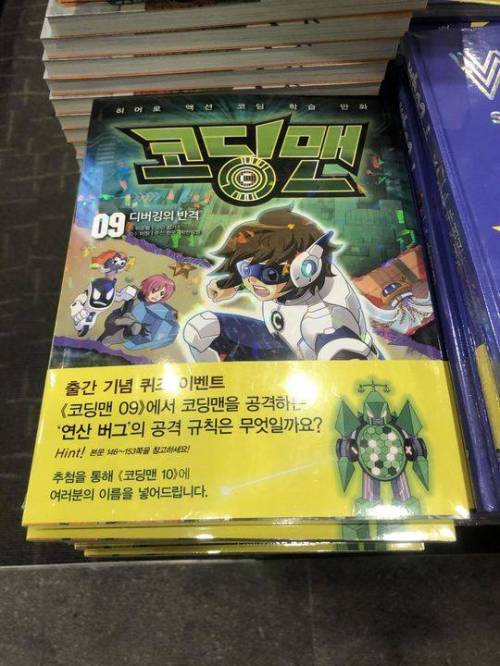 히어로 액션 코딩 학습 만화
코딩맨
09 디버깅의 반격
출간 기념 퀴즈 이벤트
《코딩맨 09》에서 코딩맨을 공격하는
‘연산 버그’의 공격 규칙은 무엇일까요?
Hint! 본문 146~153쪽을 참고하세요!
추첨을 통해 《코딩맨 10》에
여러분의 이름을 넣어드립니다.
W
S